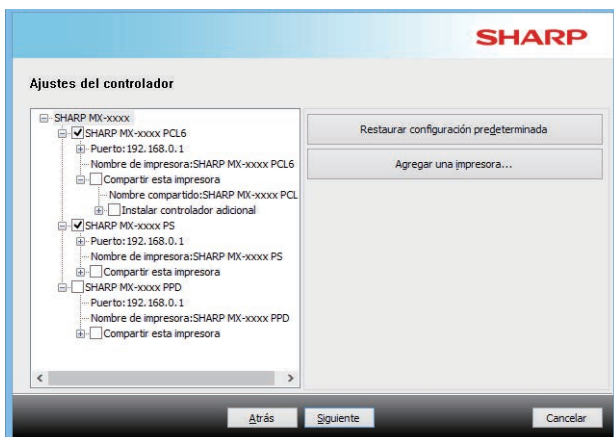 SHARP
Ajustes del controlador
SHARP MX-xxxx
SHARP MX-xxxx PCL6
Puerto:192.168.0.1
Nombre de impresora:SHARP MX-xxxx PCL6
Compartir esta impresora
Nombre compartido:SHARP MX-xxxx PCL
Instalar controlador adicional
SHARP MX-xxxx PS
Puerto:192.168.0.1
Nombre de impresora:SHARP MX-xxxx PS
Compartir esta impresora
SHARP MX-xxxx PPD
Puerto:192.168.0.1
Nombre de impresora:SHARP MX-xxxx PPD
Compartir esta impresora
Restaurar configuración predeterminada
Agregar una impresora...
Atrás
Siguiente
Cancelar